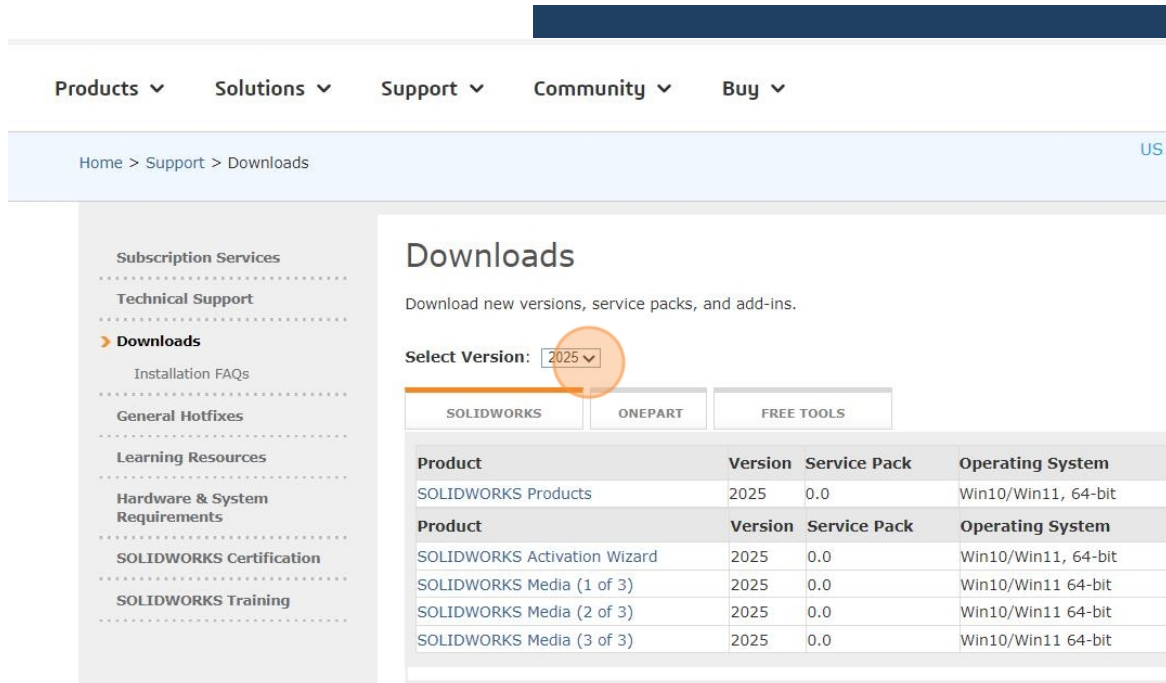 Products Solutions Support Community Buy
Home > Support > Downloads
US
Subscription Services
Technical Support
Downloads
Installation FAQs
General Hotfixes
Learning Resources
Hardware & System
Requirements
SOLIDWORKS Certification
SOLIDWORKS Training
Downloads
Download new versions, service packs, and add-ins.
Select Version: 2025
SOLIDWORKS ONEPART FREE TOOLS
Product Version Service Pack Operating System
SOLIDWORKS Products 2025 0.0 Win10/Win11, 64-bit
Product Version Service Pack Operating System
SOLIDWORKS Activation Wizard 2025 0.0 Win10/Win11, 64-bit
SOLIDWORKS Media (1 of 3) 2025 0.0 Win10/Win11 64-bit
SOLIDWORKS Media (2 of 3) 2025 0.0 Win10/Win11 64-bit
SOLIDWORKS Media (3 of 3) 2025 0.0 Win10/Win11 64-bit